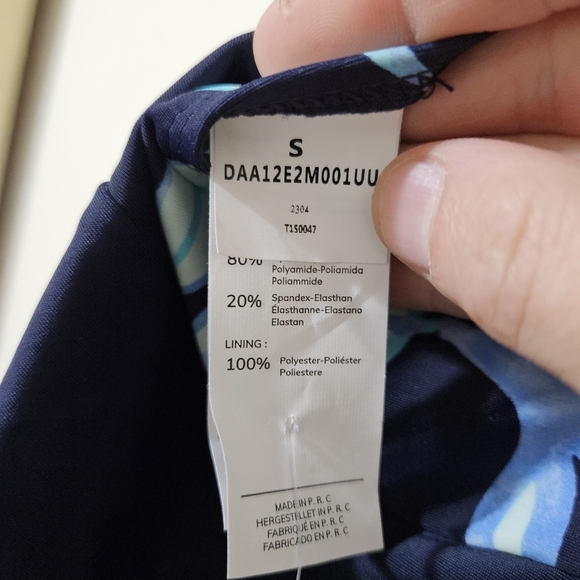 S
DAA12E2M001UU
2304
T1S0047
80%
Polyamide-Poliamida
Poliammide
20% Spandex-Elasthan
Élasthanne-Elastano
Elastan
LINING :
100% Polyester-Poliéster
Poliestere
MADE IN P. R. C
HERGESTELLT IN P. R. C
FABRIQUÉ EN P. R. C
FABRICADO EN P. R. C